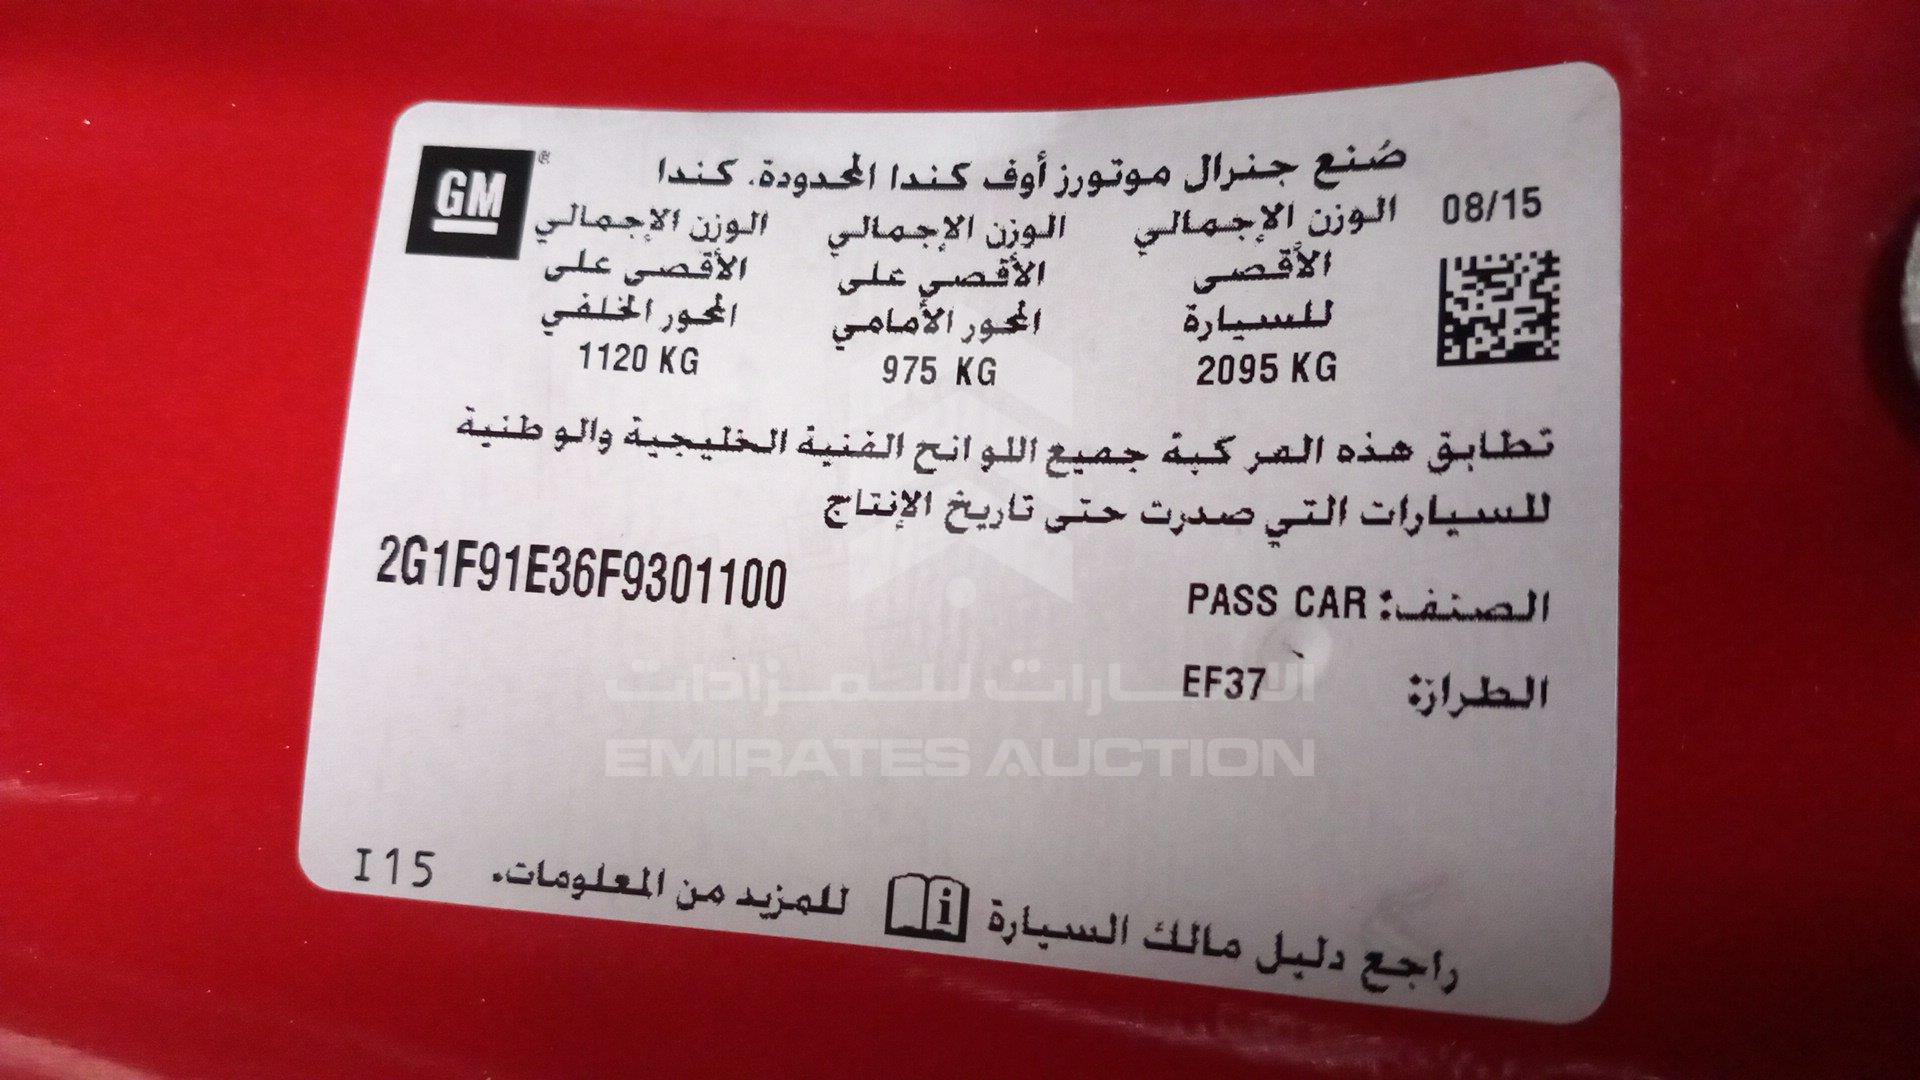 GM®
صُنع جنرال موتورز أوف كندا المحدودة. كندا
08/15
الوزن الإجمالي
الأقصى
للسيارة
2095 KG
الوزن الإجمالي
الأقصى على
المحور الأمامي
975 KG
الوزن الإجمالي
الأقصى على
المحور الخلفي
1120 KG
تطابق هذه المركبة جميع اللوائح الفنية الخليجية والوطنية
للسيارات التي صدرت حتى تاريخ الإنتاج
2G1F91E36F9301100
الصنف: PASS CAR
الطراز: EF37
الإمارات للمزادات
EMIRATES AUCTION
راجع دليل مالك السيارة i للمزيد من المعلومات.
I15